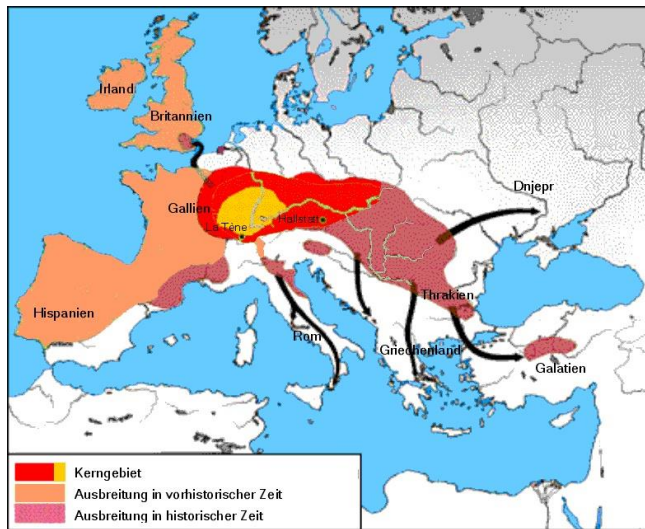 Irland
Britannien
Dnjepr
Gallien
Hallstatt
La Tène
Hispanien
Thrakien
Rom
Griechenland
Galatien
Kerngebiet
Ausbreitung in vorhistorischer Zeit
Ausbreitung in historischer Zeit